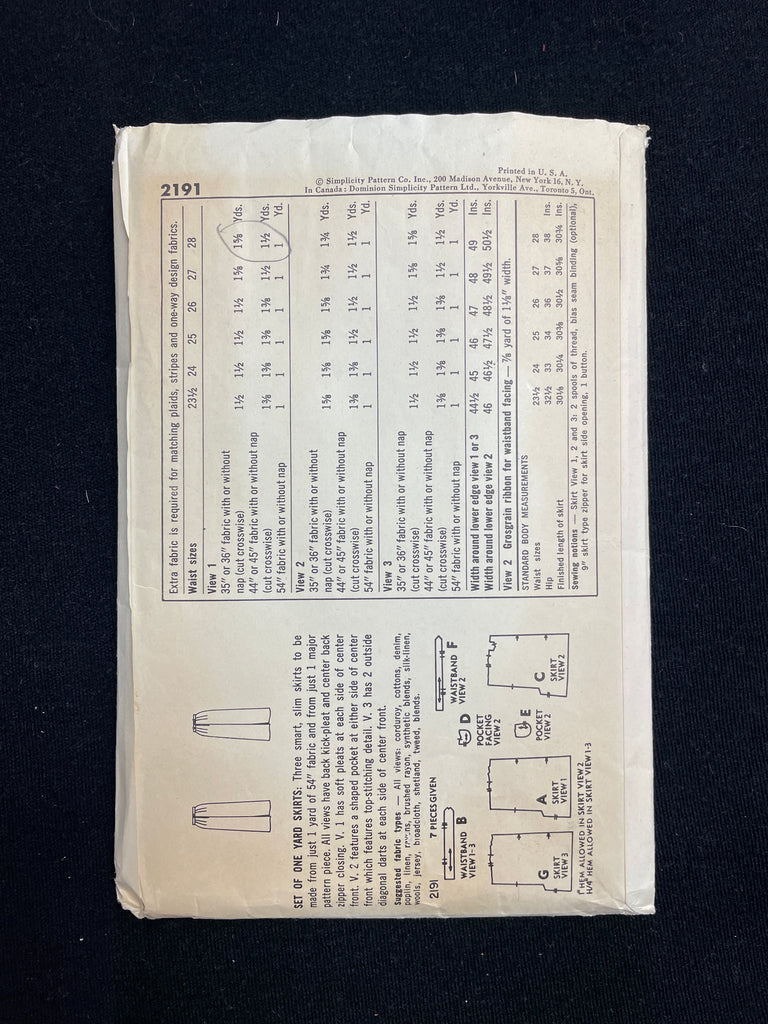 2191
Printed in U. S. A.
© Simplicity Pattern Co. Inc., 200 Madison Avenue, New York 16, N. Y.
In Canada: Dominion Simplicity Pattern Ltd., Yorkville Ave., Toronto 5, Ont.
Extra fabric is required for matching plaids, stripes and one-way design fabrics.
Waist sizes 23½ 24 25 26 27 28
View 1
35" or 36" fabric with or without
nap (cut crosswise) 1½ 1½ 1½ 1½ 1⅝ 1⅝ Yds.
44" or 45" fabric with or without nap
(cut crosswise) 1⅜ 1⅜ 1⅜ 1⅜ 1½ 1½ Yds.
54" fabric with or without nap 1 1 1 1 1 1 Yd.
View 2
35" or 36" fabric with or without
nap (cut crosswise) 1⅝ 1⅝ 1⅝ 1⅝ 1¾ 1¾ Yds.
44" or 45" fabric with or without nap
(cut crosswise) 1⅜ 1⅜ 1½ 1½ 1½ 1½ Yds.
54" fabric with or without nap 1 1 1 1 1 1 Yd.
View 3
35" or 36" fabric with or without nap
(cut crosswise) 1½ 1½ 1½ 1½ 1⅝ 1⅝ Yds.
44" or 45" fabric with or without nap
(cut crosswise) 1⅜ 1⅜ 1⅜ 1⅜ 1½ 1½ Yds.
54" fabric with or without nap 1 1 1 1 1 1 Yd.
Width around lower edge view 1 or 3 44½ 45 46 47 48 49 Ins.
Width around lower edge view 2 46 46½ 47½ 48½ 49½ 50½ Ins.
View 2 Grosgrain ribbon for waistband facing — ⅞ yard of 1⅛" width.
STANDARD BODY MEASUREMENTS
Waist sizes 23½ 24 25 26 27 28
Hip 32½ 33 34 36 37 38 Ins.
Finished length of skirt 30⅛ 30¼ 30⅜ 30½ 30⅝ 30¾ Ins.
Sewing notions — Skirt View 1, 2 and 3: 2 spools of thread, bias seam binding (optional),
9" skirt type zipper for skirt side opening, 1 button.
SET OF ONE YARD SKIRTS: Three smart, slim skirts to be
made from just 1 yard of 54" fabric and from just 1 major
pattern piece. All views have back kick-pleat and center back
zipper closing. V. 1 has soft pleats at each side of center
front. V. 2 features a shaped pocket at either side of center
front which features top-stitching detail. V. 3 has 2 outside
diagonal darts at each side of center front.
Suggested fabric types — All views: corduroy, cottons, denim,
poplin, linen, brushed rayon, synthetic blends, silk-linen,
wools, jersey, broadcloth, shetland, tweed, blends.
2191 7 PIECES GIVEN
WAISTBAND B
VIEW 1-3
D
POCKET
FACING
VIEW 2
WAISTBAND F
VIEW 2
G
SKIRT
VIEW 3
A
SKIRT
VIEW 1
E
POCKET
VIEW 2
C
SKIRT
VIEW 2
1" HEM ALLOWED IN SKIRT VIEW 2
HEM ALLOWED IN SKIRT VIEW 1-3